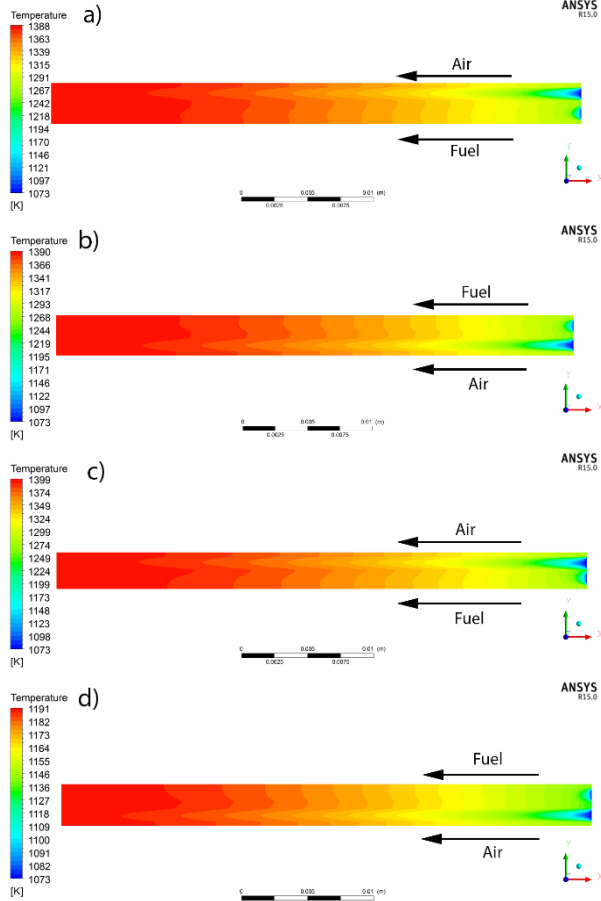 ANSYS
R15.0
a)
Temperature
1388
1364
1339
1315
1291
1267
1242
1218
1194
1170
1146
1121
1097
1073
[K]
Air
Fuel
0
0.005
0.01 (m)
0.0025
0.0075
Y
X
ANSYS
R15.0
b)
Temperature
1390
1366
1341
1317
1293
1268
1244
1219
1195
1171
1146
1122
1097
1073
[K]
Fuel
Air
0
0.005
0.01 (m)
0.0025
0.0075
Y
X
ANSYS
R15.0
c)
Temperature
1399
1374
1349
1324
1299
1274
1249
1224
1199
1173
1148
1123
1098
1073
[K]
Air
Fuel
0
0.005
0.01 (m)
0.0025
0.0075
Y
X
ANSYS
R15.0
d)
Temperature
1191
1182
1173
1164
1155
1146
1136
1127
1118
1109
1100
1091
1082
1073
[K]
Fuel
Air
0
0.005
0.01 (m)
0.0025
0.0075
Y
X